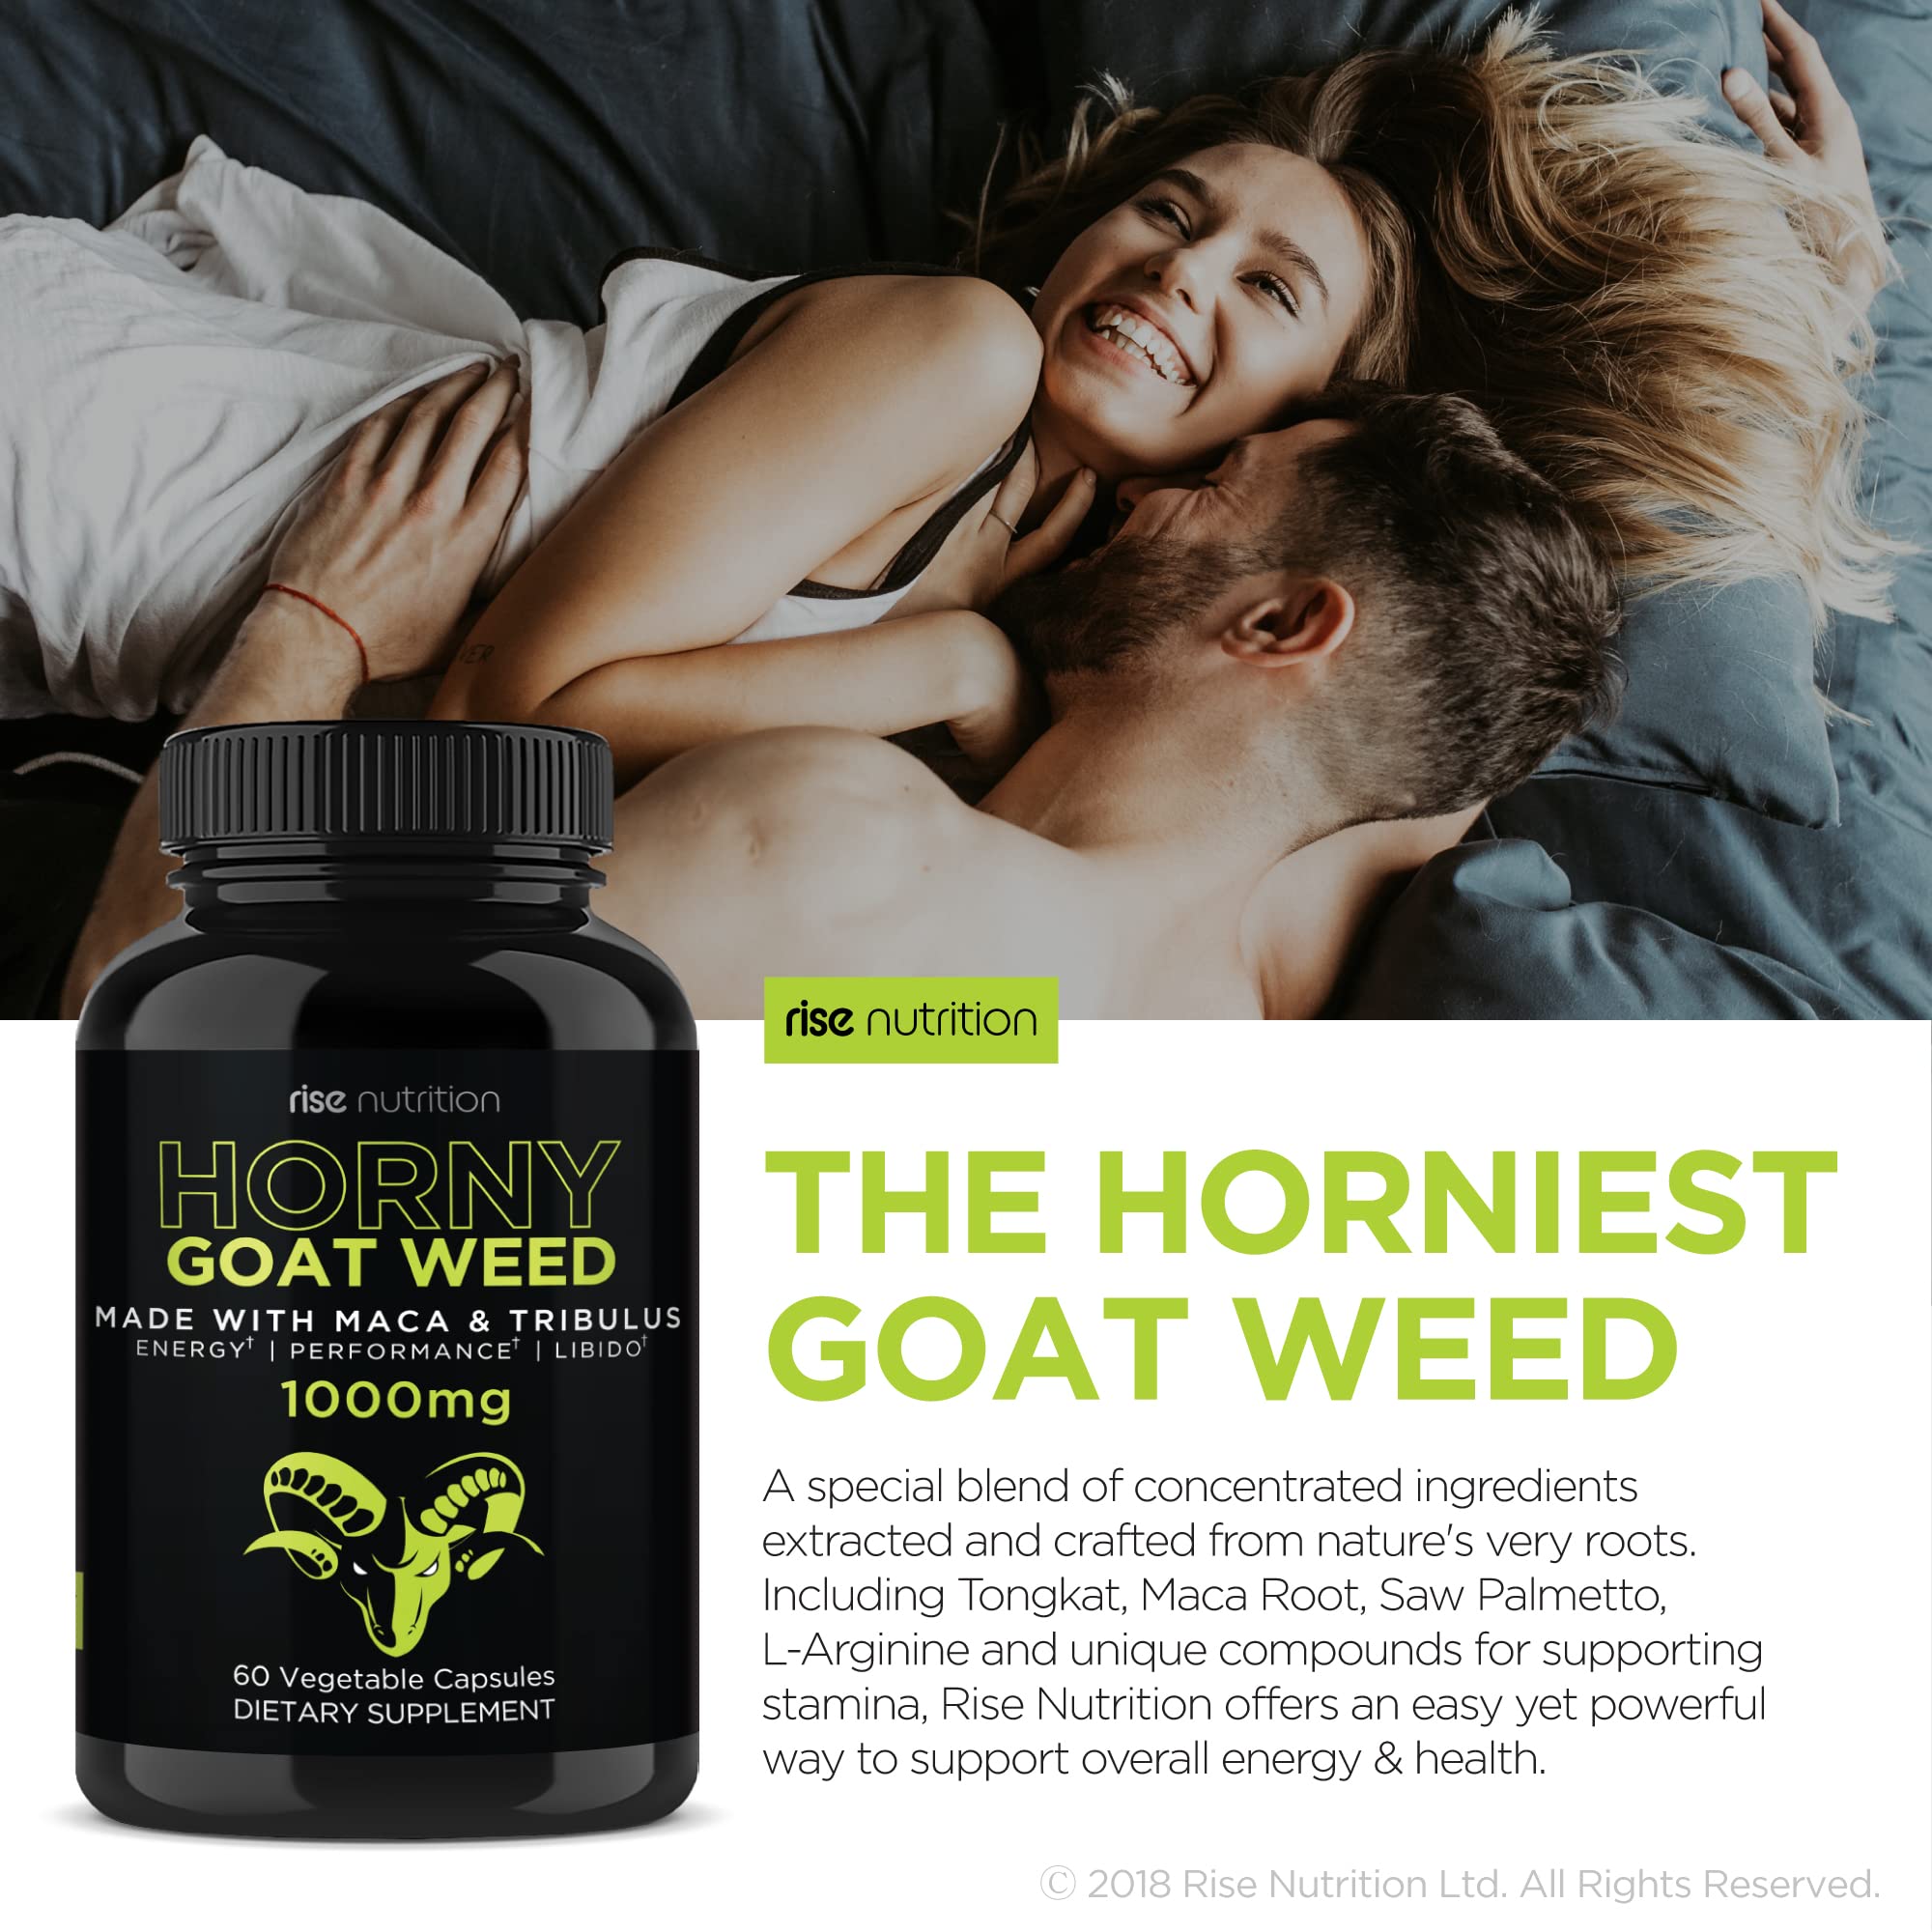 rise nutrition
HORNY
GOAT WEED
MADE WITH MACA & TRIBULUS
ENERGY† | PERFORMANCE† | LIBIDO†
1000mg
60 Vegetable Capsules
DIETARY SUPPLEMENT
rise nutrition
THE HORNIEST
GOAT WEED
A special blend of concentrated ingredients
extracted and crafted from nature's very roots.
Including Tongkat, Maca Root, Saw Palmetto,
L-Arginine and unique compounds for supporting
stamina, Rise Nutrition offers an easy yet powerful
way to support overall energy & health.
© 2018 Rise Nutrition Ltd. All Rights Reserved.